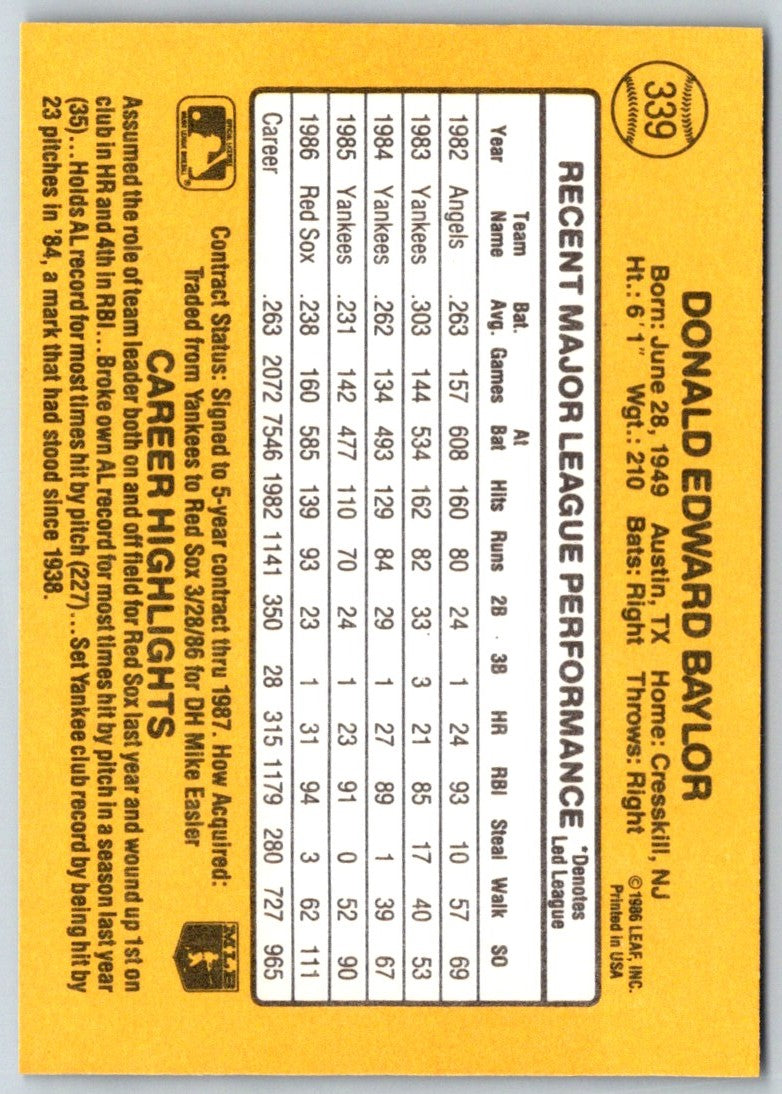 339
DONALD EDWARD BAYLOR
Born: June 28, 1949 Austin, TX Home: Cresskill, NJ
Ht.: 6'1" Wgt.: 210 Bats: Right Throws: Right
©1986 LEAF, INC.
Printed in USA
RECENT MAJOR LEAGUE PERFORMANCE *Denotes Led League
Year Team Name Bat. Avg. Games At Bat Hits Runs 2B 3B HR RBI Steal Walk SO
1982 Angels .263 157 608 160 80 24 1 24 93 10 57 69
1983 Yankees .303 144 534 162 82 33 3 21 85 17 40 53
1984 Yankees .262 134 493 129 84 29 1 27 89 1 39 67
1985 Yankees .231 142 477 110 70 24 1 23 91 0 52 90
1986 Red Sox .238 160 585 139 93 23 1 31 94 3 62 111
Career .263 2072 7546 1982 1141 350 28 315 1179 280 727 965
Contract Status: Signed to 5-year contract thru 1987. How Acquired:
Traded from Yankees to Red Sox 3/28/86 for DH Mike Easier
MLB
CAREER HIGHLIGHTS
Assumed the role of team leader both on and off field for Red Sox last year and wound up 1st on
club in HR and 4th in RBI...Broke own AL record for most times hit by pitch in a season last year
(35)...Holds AL record for most times hit by pitch (227)...Set Yankee club record by being hit by
23 pitches in '84, a mark that had stood since 1938.